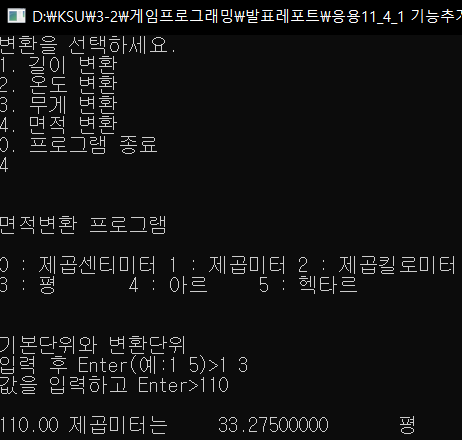 D:\KSU\3-2\게임프로그래밍\발표레포트\응용11_4_1 기능추가
변환을 선택하세요.
1. 길이 변환
2. 온도 변환
3. 무게 변환
4. 면적 변환
0. 프로그램 종료
4
면적변환 프로그램
0 : 제곱센티미터 1 : 제곱미터 2 : 제곱킬로미터
3 : 평 4 : 아르 5 : 헥타르
기본단위와 변환단위
입력 후 Enter(예:1 5)>1 3
값을 입력하고 Enter>110
110.00 제곱미터는 33.27500000 평